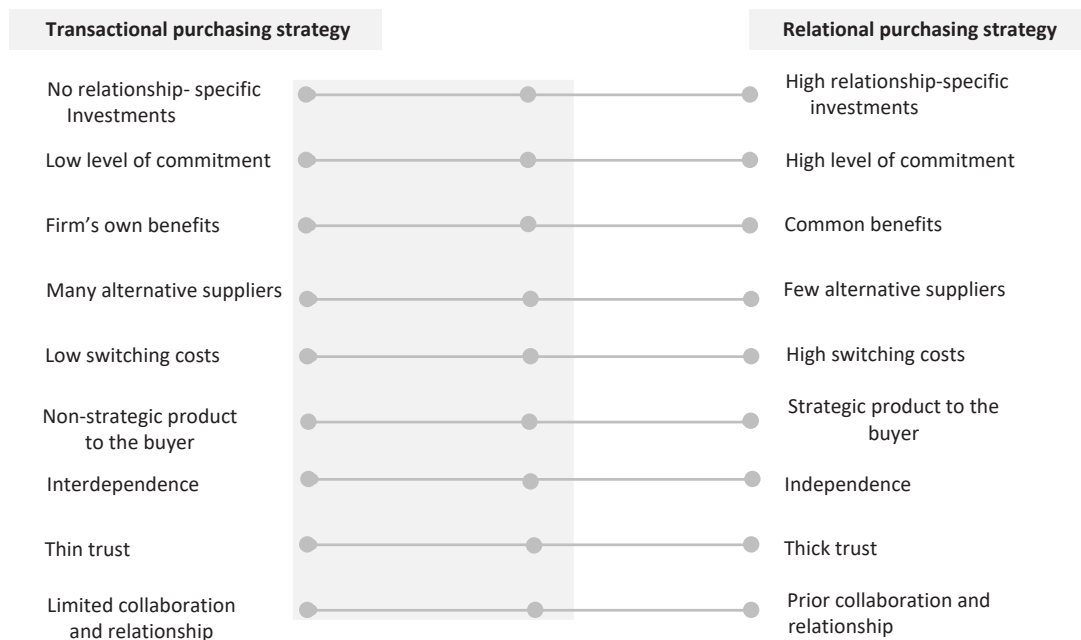 Transactional purchasing strategy
Relational purchasing strategy
No relationship- specific
Investments
High relationship-specific
investments
Low level of commitment
High level of commitment
Firm’s own benefits
Common benefits
Many alternative suppliers
Few alternative suppliers
Low switching costs
High switching costs
Non-strategic product
to the buyer
Strategic product to the
buyer
Interdependence
Independence
Thin trust
Thick trust
Limited collaboration
and relationship
Prior collaboration and
relationship